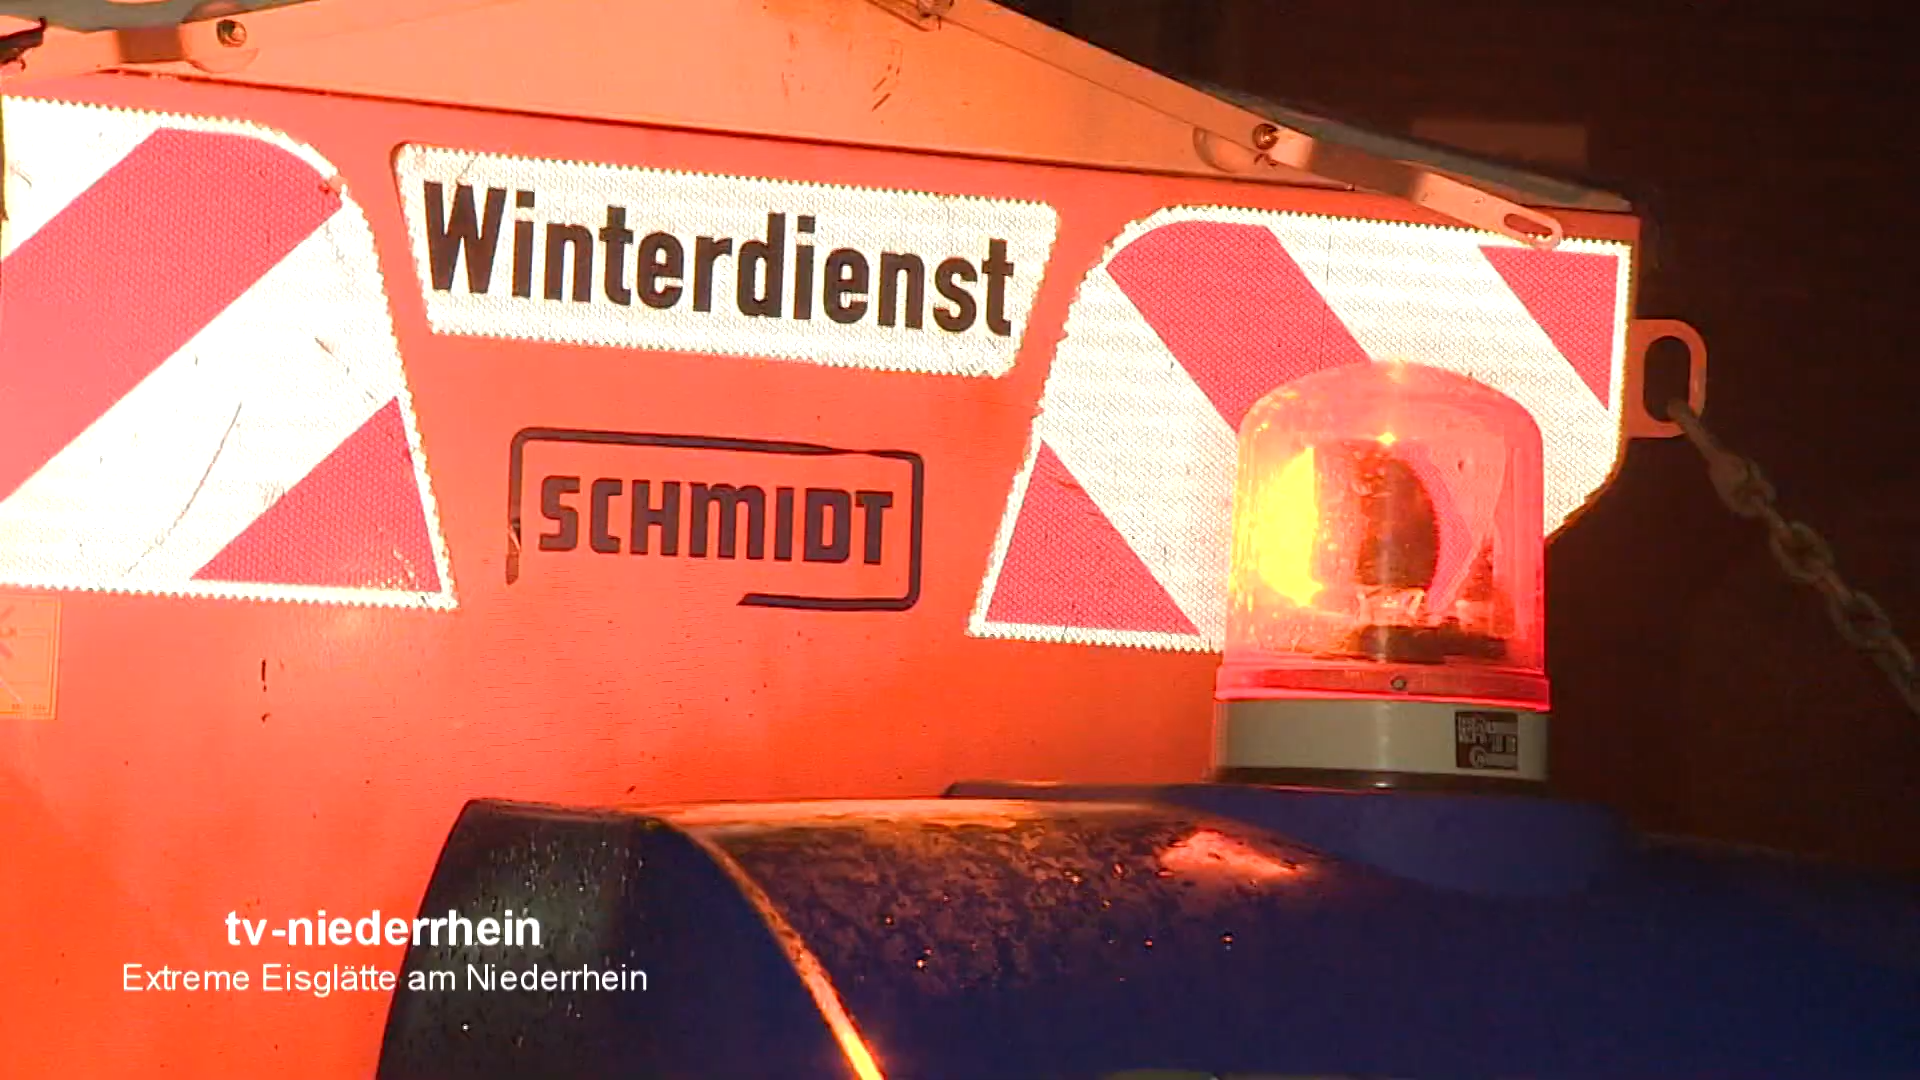 Winterdienst
SCHMIDT
tv-niederrhein
Extreme Eisglätte am Niederrhein